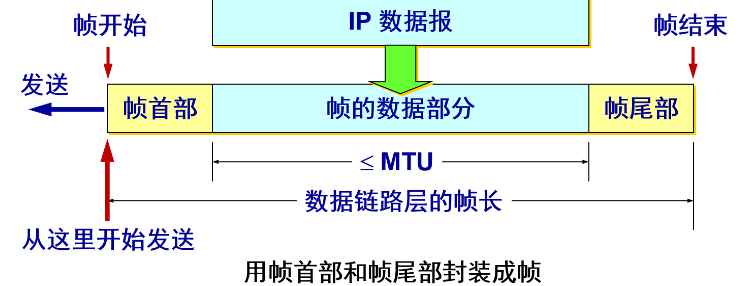 IP 数据报
帧开始
帧结束
发送
帧首部
帧的数据部分
帧尾部
≤ MTU
数据链路层的帧长
从这里开始发送
用帧首部和帧尾部封装成帧